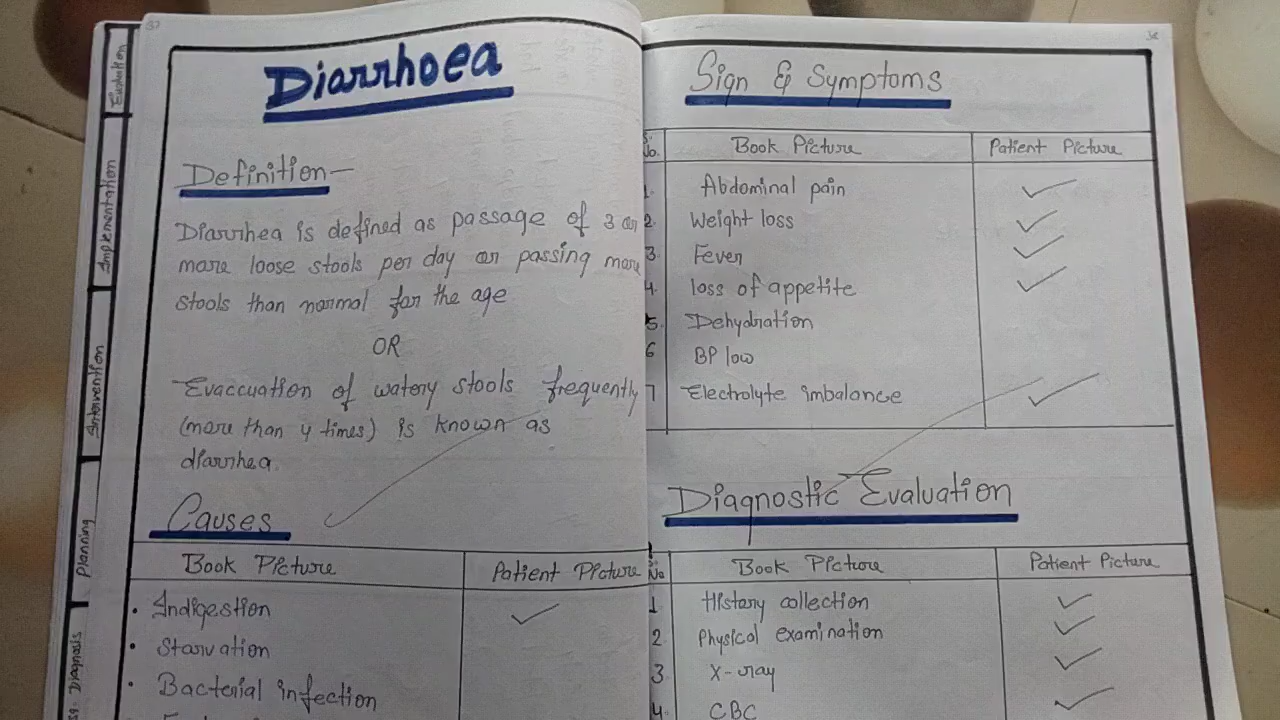 37
Diarrhoea
Definition—
Diarrhea is defined as passage of 3 or
more loose stools per day or passing more
stools than normal for the age
OR
Evaccuation of watery stools frequently
(more than 4 times) is known as
diarrhea.
Causes
Book Picture Patient Picture
• Indigestion ✓
• Starvation
• Bacterial infection
Sign & Symptoms
S. No. Book Picture Patient Picture
1. Abdominal pain ✓
2. Weight loss ✓
3. Fever ✓
4. loss of appetite ✓
5. Dehydration
6 BP low
7 Electrolyte imbalance ✓
Diagnostic Evaluation
S. No Book Picture Patient Picture
1 History collection ✓
2. Physical examination ✓
3. X-ray ✓
4. CBC ✓
Evaluation
Implementation
Intervention
Planning
Diagnosis